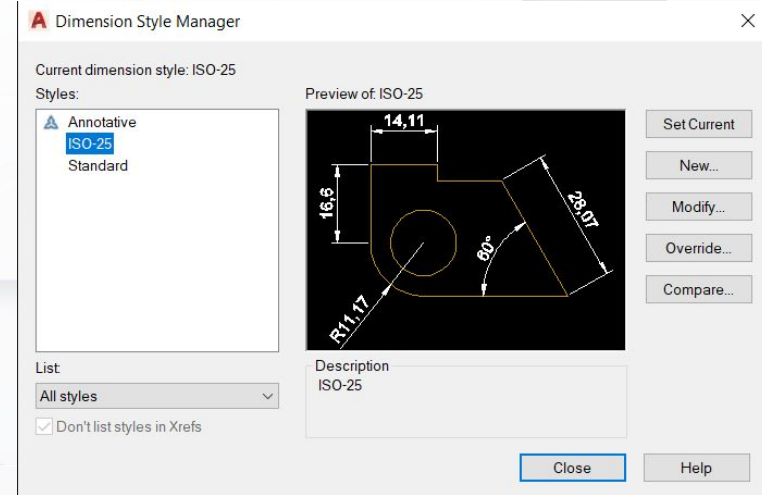 Dimension Style Manager
Current dimension style: ISO-25
Styles:
Annotative
ISO-25
Standard
Preview of: ISO-25
14,11
16,6
28,07
60°
R11,17
Set Current
New...
Modify...
Override...
Compare...
List:
All styles
Don't list styles in Xrefs
Description
ISO-25
Close
Help